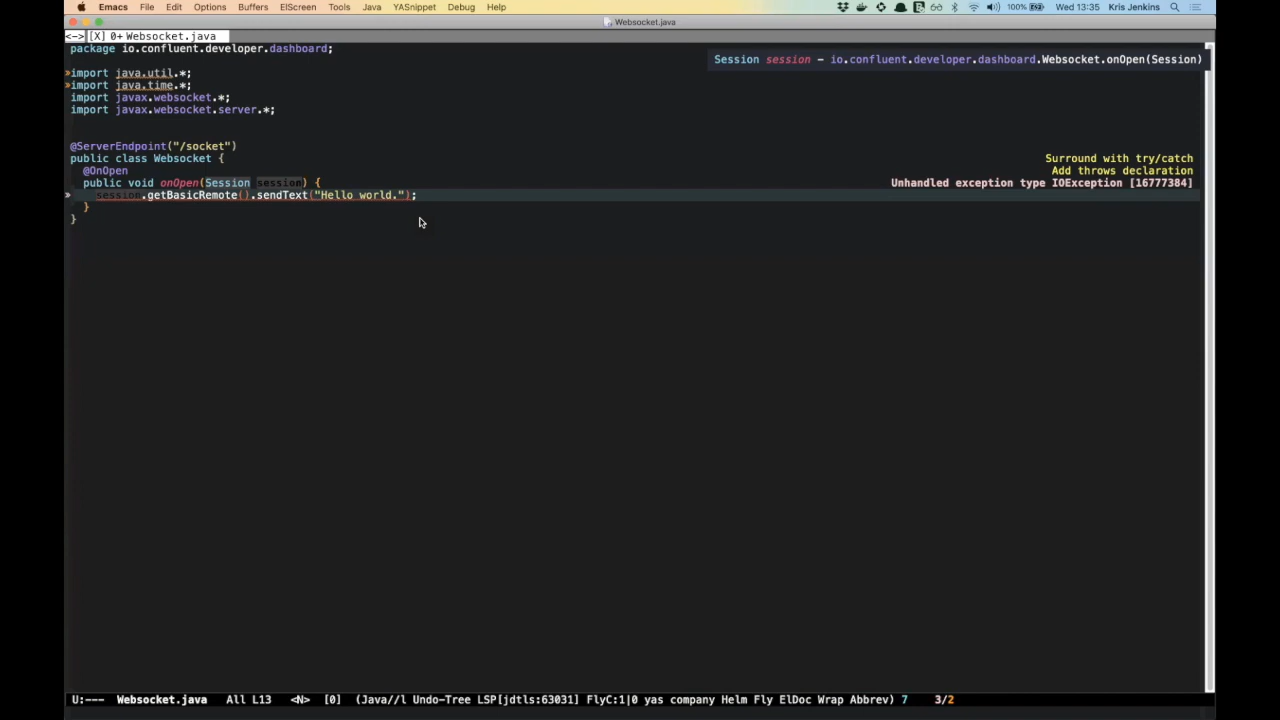 Emacs File Edit Options Buffers ElScreen Tools Java YASnippet Debug Help 100% Wed 13:35 Kris Jenkins
Websocket.java
<-> [X] 0+ Websocket.java
package io.confluent.developer.dashboard;
Session session - io.confluent.developer.dashboard.Websocket.onOpen(Session)
»import java.util.*;
»import java.time.*;
import javax.websocket.*;
import javax.websocket.server.*;
@ServerEndpoint("/socket")
public class Websocket {
Surround with try/catch
@OnOpen
Add throws declaration
public void onOpen(Session session) {
Unhandled exception type IOException [16777384]
» session.getBasicRemote().sendText("Hello world.");
}
}
U:--- Websocket.java All L13 <N> [0] (Java//l Undo-Tree LSP[jdtls:63031] FlyC:1|0 yas company Helm Fly ElDoc Wrap Abbrev) 7 3/2